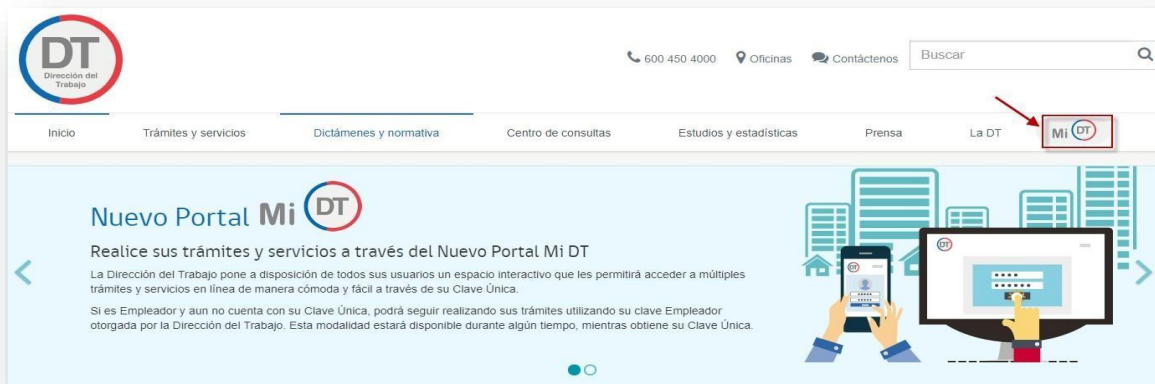 DT
Dirección del
Trabajo
600 450 4000 Oficinas Contáctenos Buscar
Inicio Trámites y servicios Dictámenes y normativa Centro de consultas Estudios y estadísticas Prensa La DT Mi DT
Nuevo Portal Mi DT
Realice sus trámites y servicios a través del Nuevo Portal Mi DT
La Dirección del Trabajo pone a disposición de todos sus usuarios un espacio interactivo que les permitirá acceder a múltiples
trámites y servicios en línea de manera cómoda y fácil a través de su Clave Única.
Si es Empleador y aun no cuenta con su Clave Única, podrá seguir realizando sus trámites utilizando su clave Empleador
otorgada por la Dirección del Trabajo. Esta modalidad estará disponible durante algún tiempo, mientras obtiene su Clave Única.
DT
DT